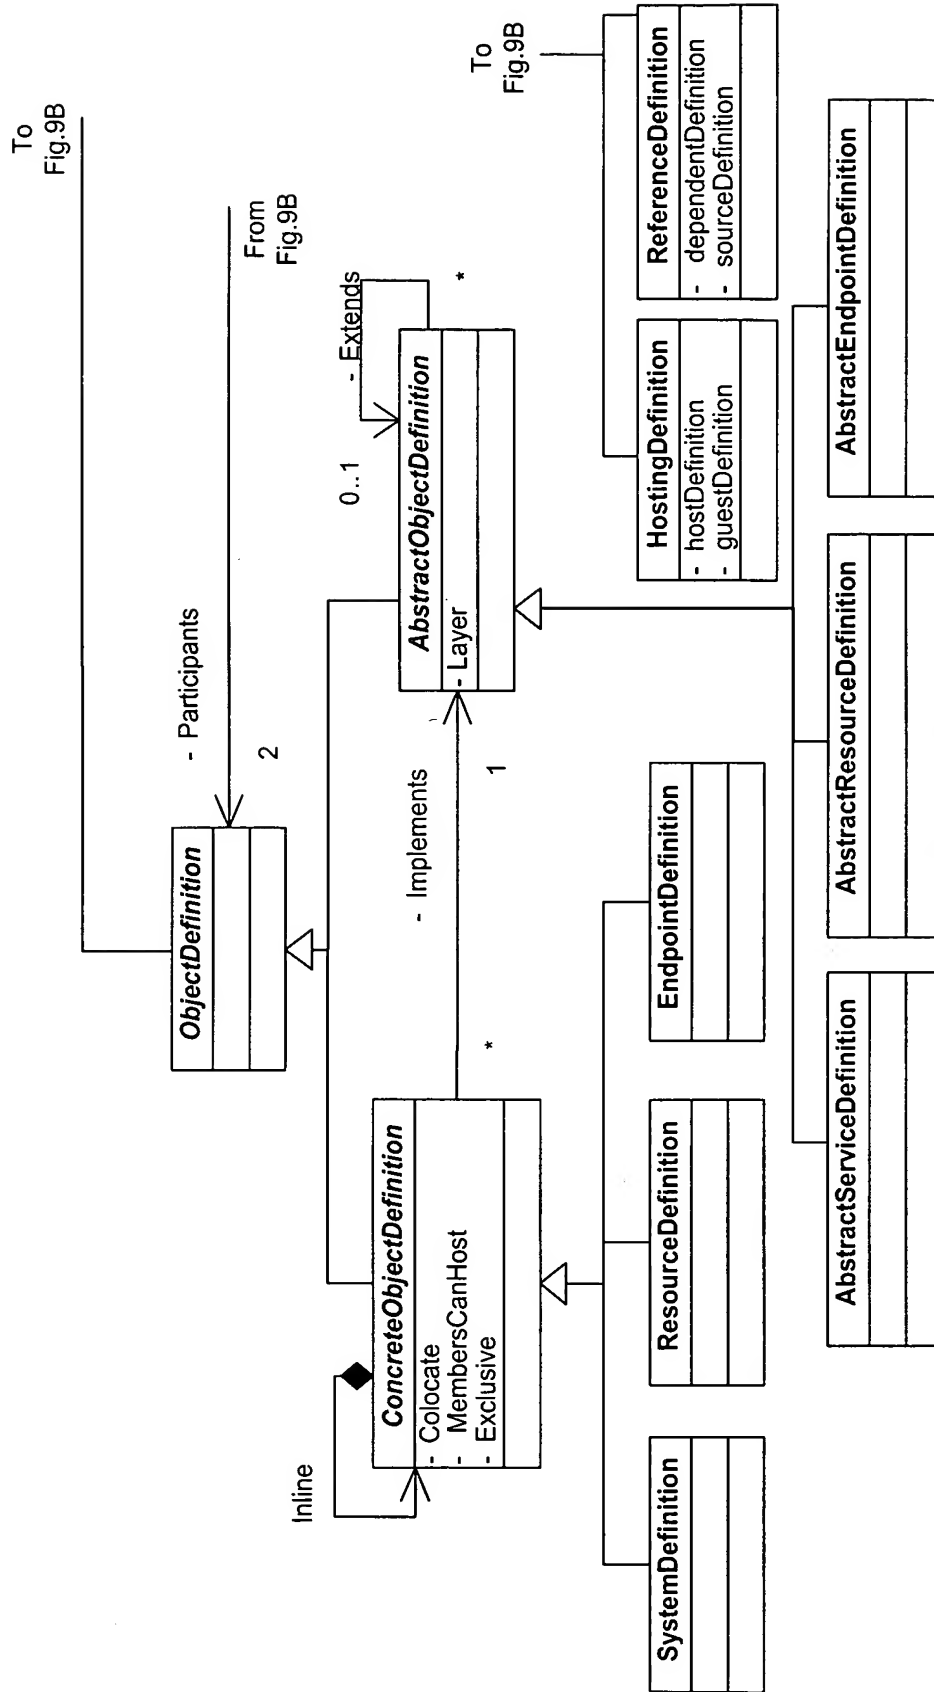 To
Fig.9B
ObjectDefinition
- Participants
2
From
Fig.9B
Inline
ConcreteObjectDefinition
- Colocate
- MembersCanHost
- Exclusive
- Implements
*
1
0..1
- Extends
*
AbstractObjectDefinition
- Layer
To
Fig.9B
SystemDefinition
ResourceDefinition
EndpointDefinition
HostingDefinition
- hostDefinition
- guestDefinition
ReferenceDefinition
- dependentDefinition
- sourceDefinition
AbstractServiceDefinition
AbstractResourceDefinition
AbstractEndpointDefinition